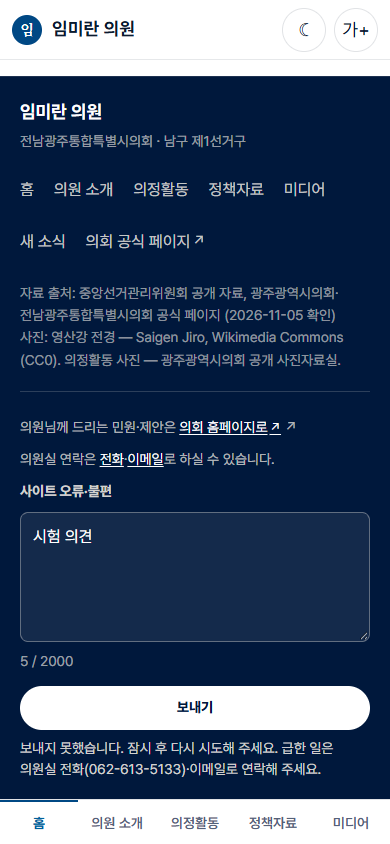 임 임미란 의원 ☾ 가+
임미란 의원
전남광주통합특별시의회 · 남구 제1선거구
홈 의원 소개 의정활동 정책자료 미디어
새 소식 의회 공식 페이지 ↗
자료 출처: 중앙선거관리위원회 공개 자료, 광주광역시의회·
전남광주통합특별시의회 공식 페이지 (2026-11-05 확인)
사진: 영산강 전경 — Saigen Jiro, Wikimedia Commons
(CC0). 의정활동 사진 — 광주광역시의회 공개 사진자료실.
의원님께 드리는 민원·제안은 의회 홈페이지로 ↗ ↗
의원실 연락은 전화·이메일로 하실 수 있습니다.
사이트 오류·불편
시험 의견
5 / 2000
보내기
보내지 못했습니다. 잠시 후 다시 시도해 주세요. 급한 일은
의원실 전화(062-613-5133)·이메일로 연락해 주세요.
홈 의원 소개 의정활동 정책자료 미디어